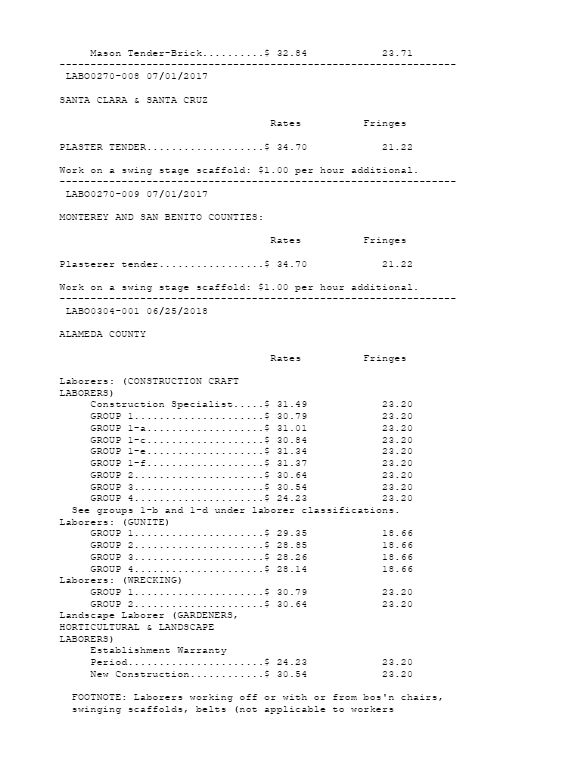 Mason Tender-Brick..........$ 32.84 23.71
----------------------------------------------------------------
LABO0270-008 07/01/2017
SANTA CLARA & SANTA CRUZ
Rates Fringes
PLASTER TENDER...................$ 34.70 21.22
Work on a swing stage scaffold: $1.00 per hour additional.
----------------------------------------------------------------
LABO0270-009 07/01/2017
MONTEREY AND SAN BENITO COUNTIES:
Rates Fringes
Plasterer tender.................$ 34.70 21.22
Work on a swing stage scaffold: $1.00 per hour additional.
----------------------------------------------------------------
LABO0304-001 06/25/2018
ALAMEDA COUNTY
Rates Fringes
Laborers: (CONSTRUCTION CRAFT
LABORERS)
Construction Specialist.....$ 31.49 23.20
GROUP 1.....................$ 30.79 23.20
GROUP 1-a...................$ 31.01 23.20
GROUP 1-c...................$ 30.84 23.20
GROUP 1-e...................$ 31.34 23.20
GROUP 1-f...................$ 31.37 23.20
GROUP 2.....................$ 30.64 23.20
GROUP 3.....................$ 30.54 23.20
GROUP 4.....................$ 24.23 23.20
See groups 1-b and 1-d under laborer classifications.
Laborers: (GUNITE)
GROUP 1.....................$ 29.35 18.66
GROUP 2.....................$ 28.85 18.66
GROUP 3.....................$ 28.26 18.66
GROUP 4.....................$ 28.14 18.66
Laborers: (WRECKING)
GROUP 1.....................$ 30.79 23.20
GROUP 2.....................$ 30.64 23.20
Landscape Laborer (GARDENERS,
HORTICULTURAL & LANDSCAPE
LABORERS)
Establishment Warranty
Period......................$ 24.23 23.20
New Construction............$ 30.54 23.20
FOOTNOTE: Laborers working off or with or from bos'n chairs,
swinging scaffolds, belts (not applicable to workers